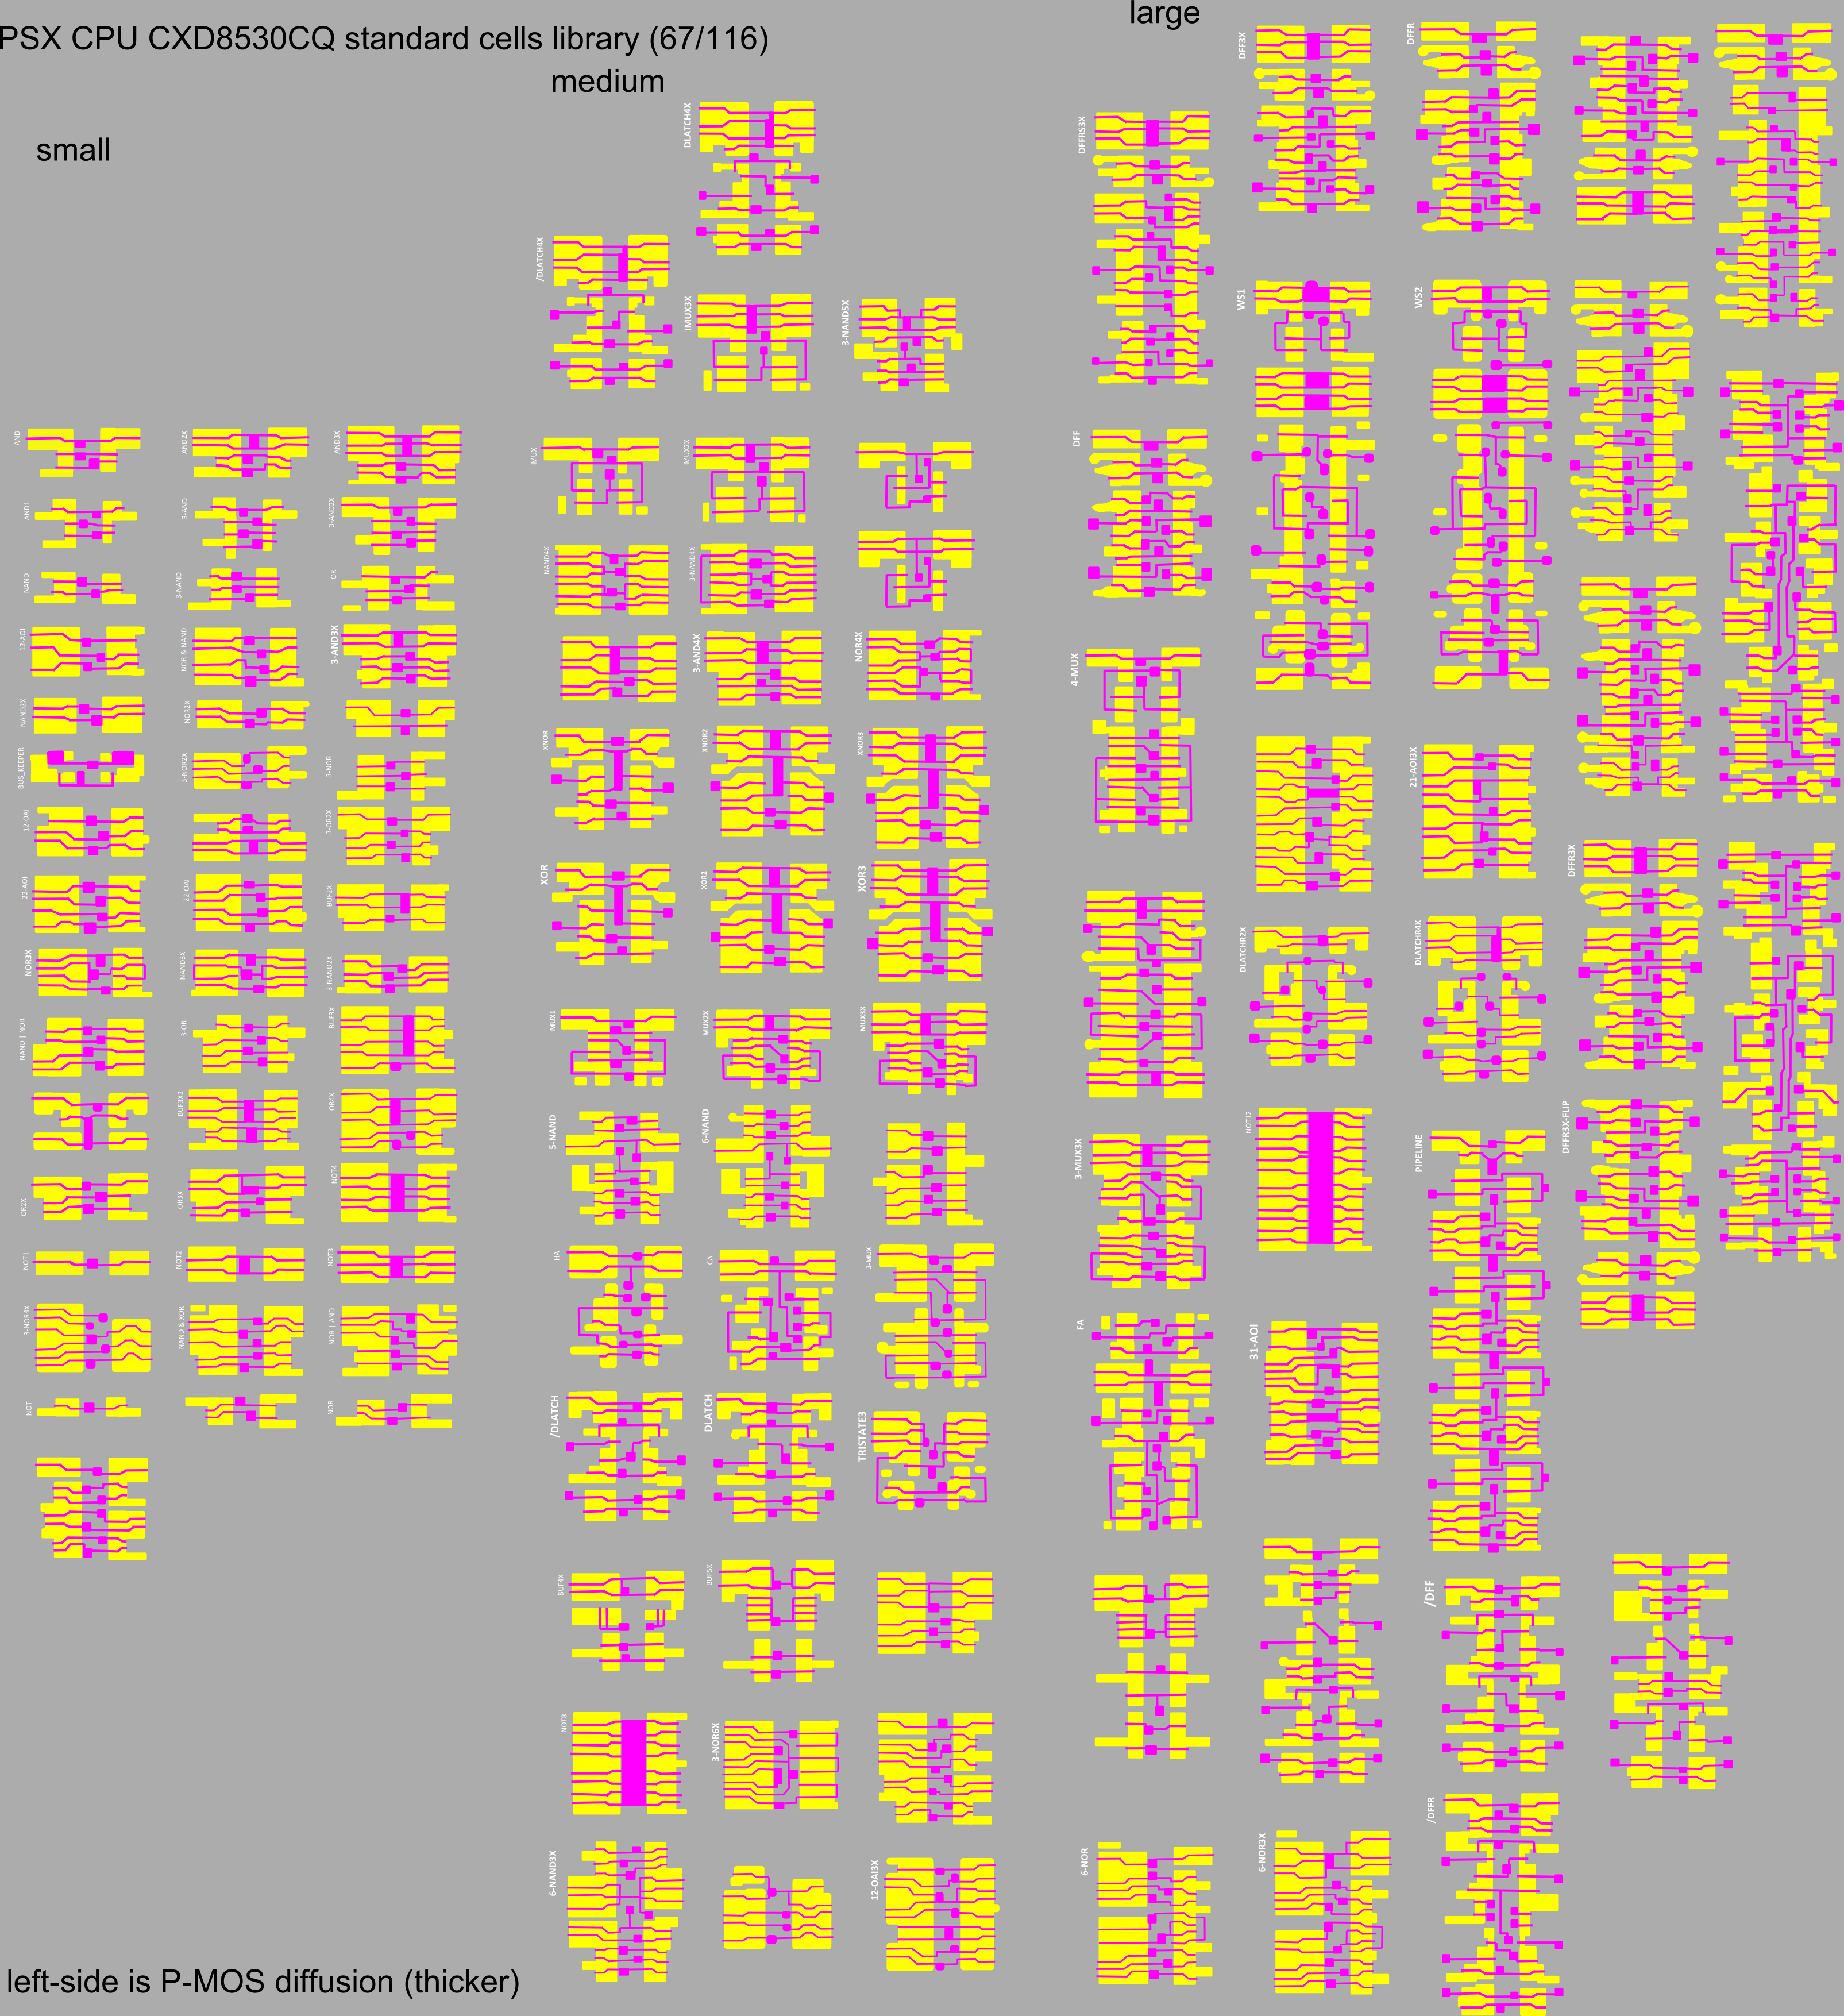 large
PSX CPU CXD8530CQ standard cells library (67/116)
medium
small
AND
AND2X
AND3X
AND1
3-AND
3-AND2X
NAND
3-NAND
OR
12-AOI
NOR & NAND
3-AND3X
NAND2X
NOR2X
BUS_KEEPER
3-NOR2X
3-NOR
12-OAI
3-OR2X
22-AOI
22-OAI
BUF2X
NOR3X
NAND3X
3-NAND2X
NAND | NOR
3-OR
BUF3X
BUF3X2
OR4X
OR2X
OR3X
NOT4
NOT1
NOT2
NOT3
3-NOR4X
NAND & XOR
NOR | AND
NOT
NOR
DLATCH4X
/DLATCH4X
IMUX3X
3-NAND5X
IMUX
IMUX2X
NAND4X
3-NAND4X
3-AND4X
NOR4X
XNOR
XNOR2
XNOR3
XOR
XOR2
XOR3
MUX1
MUX2X
MUX3X
5-NAND
6-NAND
HA
CA
3-MUX
/DLATCH
DLATCH
TRISTATE3
BUF4X
BUF5X
NOT8
3-NOR6X
6-NAND3X
12-OAI3X
DFF3X
DFFR
DFFRS3X
WS1
WS2
DFF
4-MUX
21-AOI3X
DFFR3X
DLATCHR2X
DLATCHR4X
3-MUX3X
NOT12
PIPELINE
DFFR3X-FLIP
FA
31-AOI
/DFF
/DFFR
6-NOR
6-NOR3X
left-side is P-MOS diffusion (thicker)